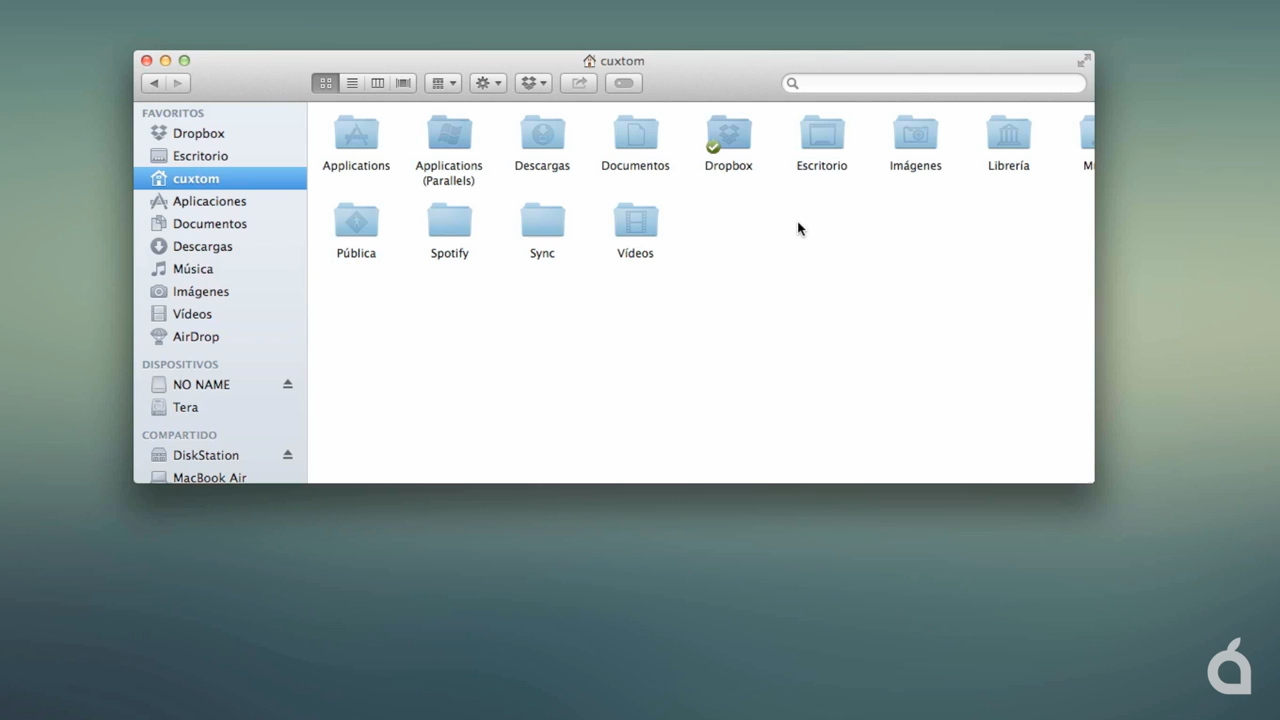 cuxtom
FAVORITOS
Dropbox
Escritorio
cuxtom
Aplicaciones
Documentos
Descargas
Música
Imágenes
Vídeos
AirDrop
DISPOSITIVOS
NO NAME
Tera
COMPARTIDO
DiskStation
MacBook Air
Applications
Applications
(Parallels)
Descargas
Documentos
Dropbox
Escritorio
Imágenes
Librería
Pública
Spotify
Sync
Vídeos